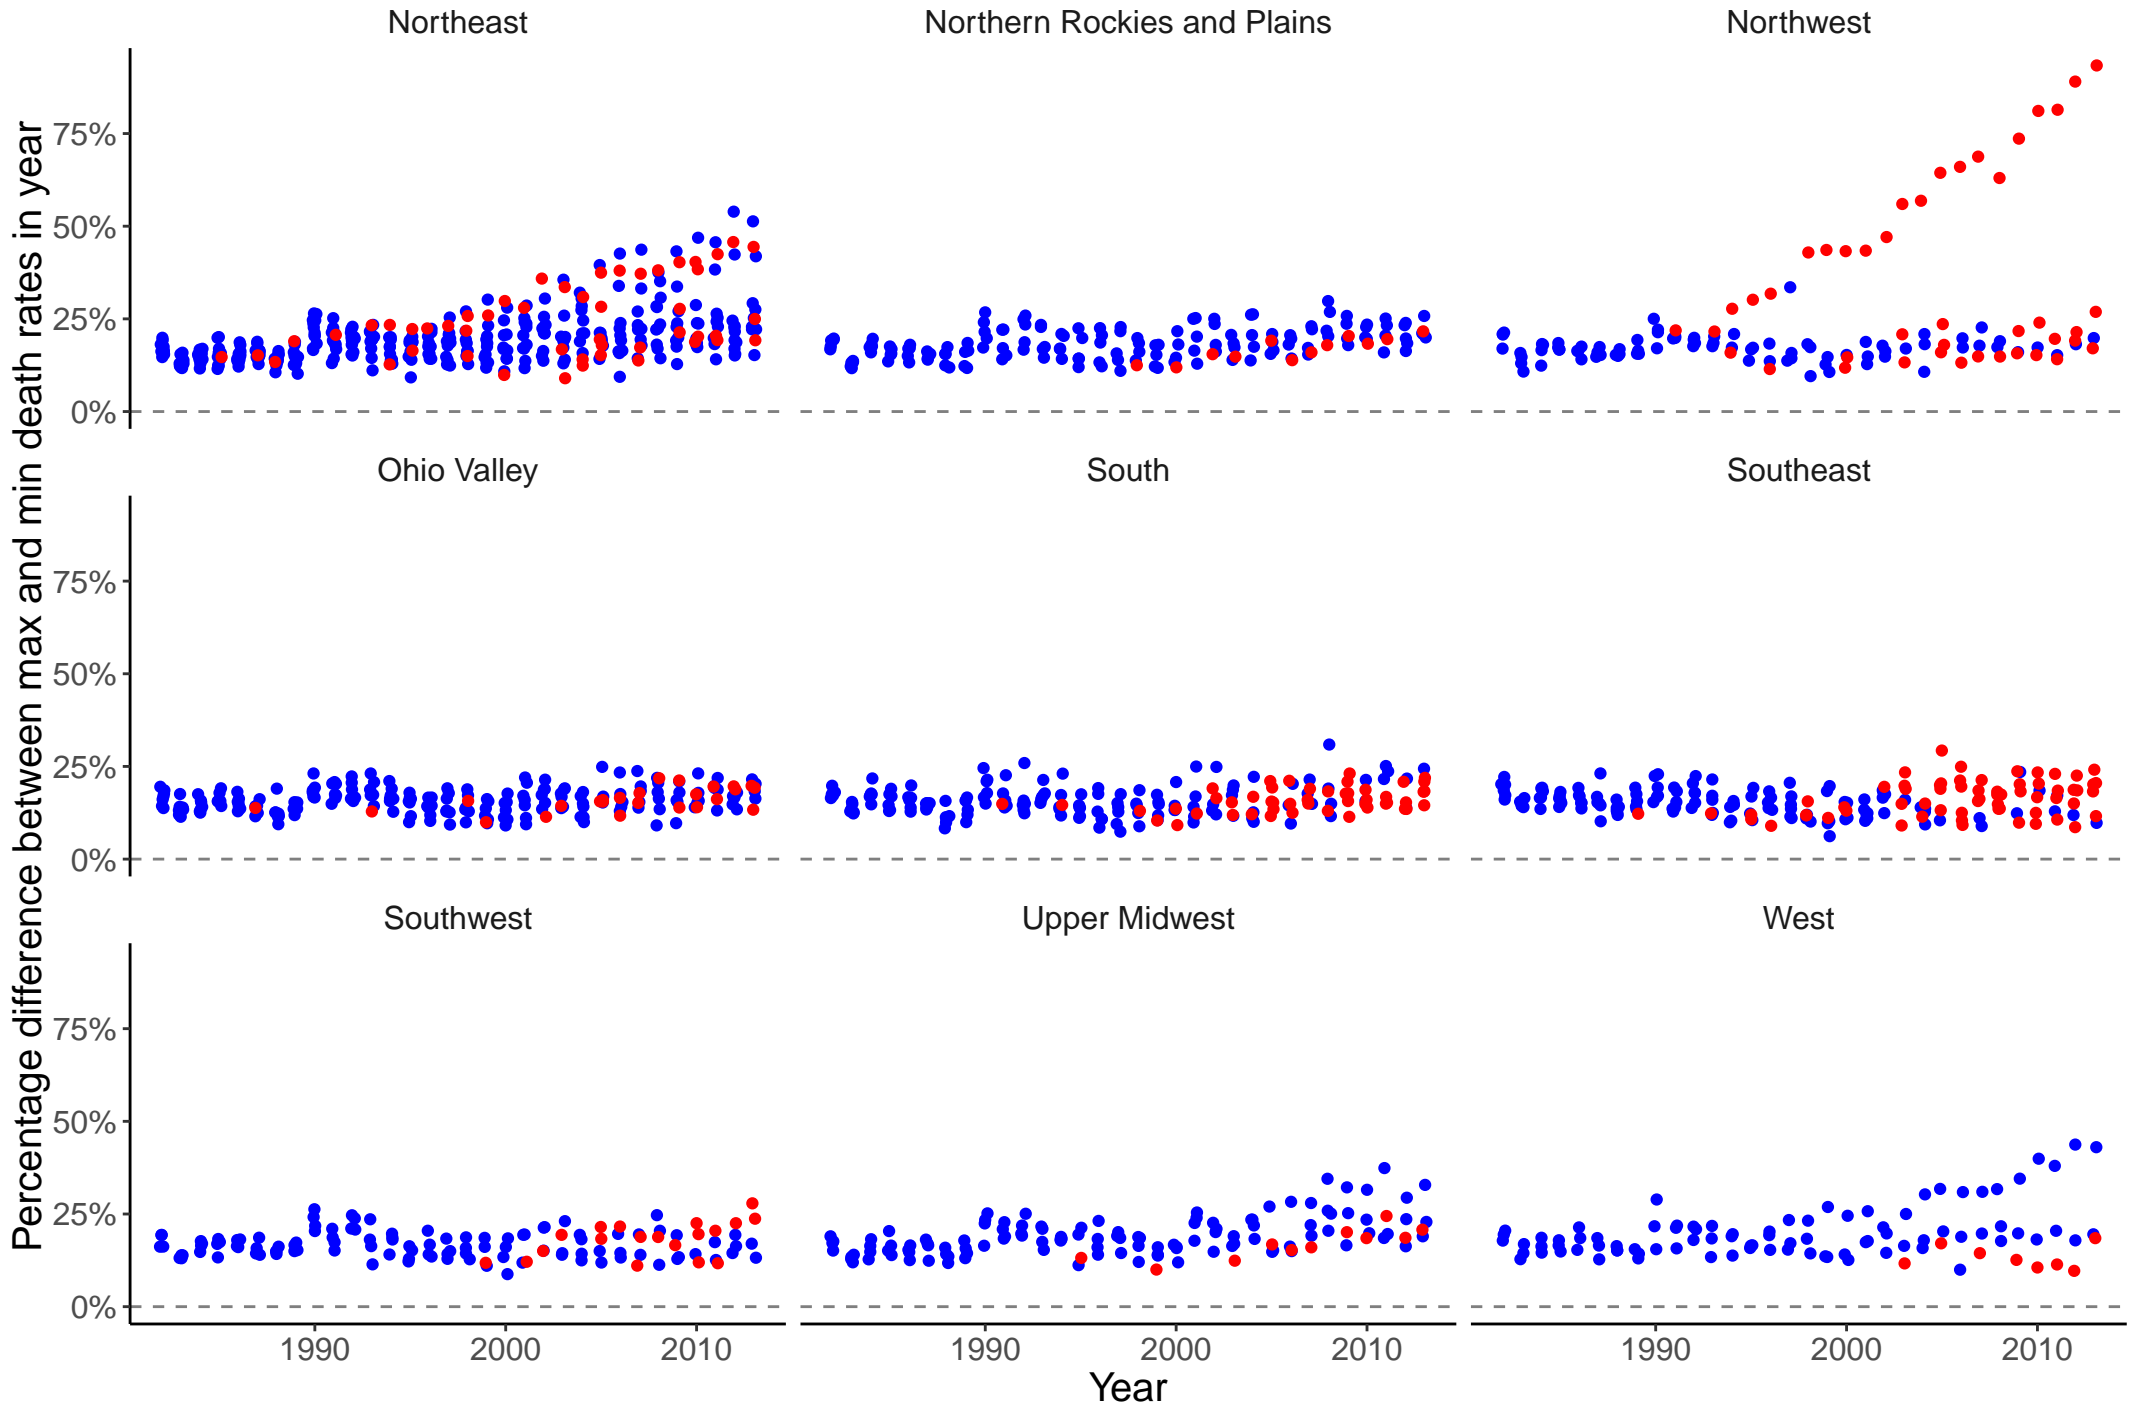 Northeast
Northern Rockies and Plains
Northwest
75%
50%
25%
0%
Ohio Valley
South
Southeast
75%
50%
25%
0%
Southwest
Upper Midwest
West
75%
50%
25%
0%
1990 2000 2010
1990 2000 2010
1990 2000 2010
Year
Percentage difference between max and min death rates in year